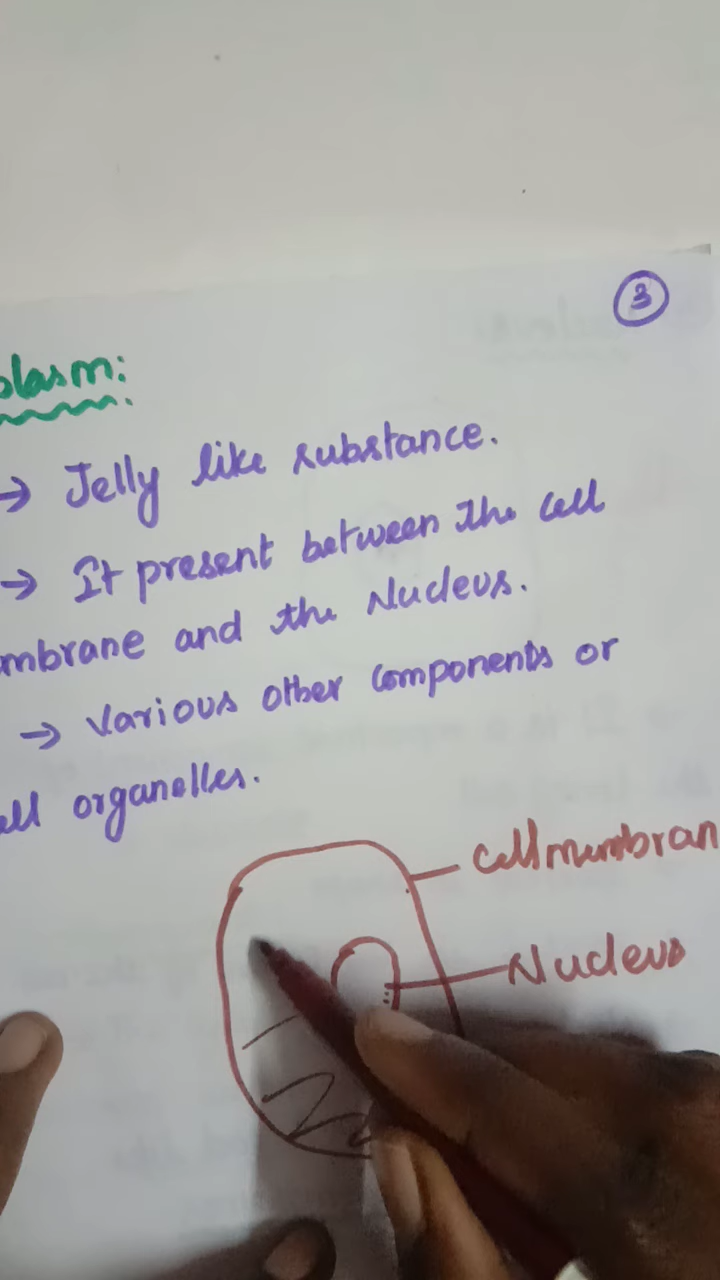 3
plasm:
→ Jelly like substance.
→ It present between the cell
mbrane and the Nucleus.
→ Various other components or
ell organelles.
Cell membran
Nucleus